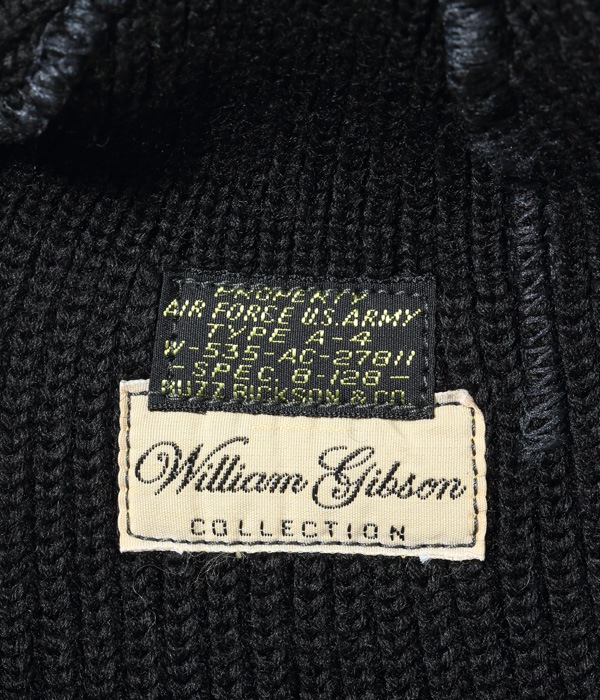 PROPERTY
AIR FORCE U.S.ARMY
TYPE A-4
W-535-AC-27811
-SPEC.8-128-
BUZZ RICKSON & CO.
William Gibson
COLLECTION